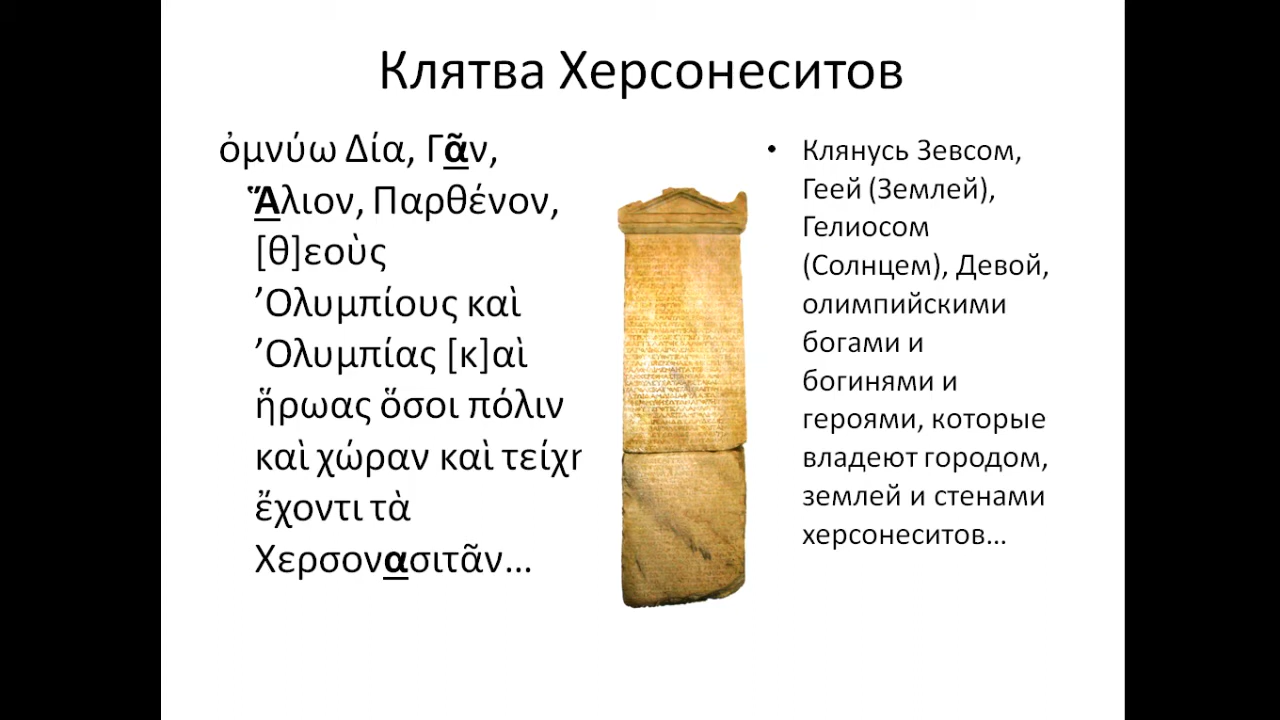 Клятва Херсонеситов
ὀμνύω Δία, Γᾶν,
Ἅλιον, Παρθένον,
[θ]εοὺς
Ὀλυμπίους καὶ
Ὀλυμπίας [κ]αὶ
ἥρωας ὅσοι πόλιν
καὶ χώραν καὶ τείχη
ἔχοντι τὰ
Χερσονασιτᾶν...
• Клянусь Зевсом,
Геей (Землей),
Гелиосом
(Солнцем), Девой,
олимпийскими
богами и
богинями и
героями, которые
владеют городом,
землей и стенами
херсонеситов...